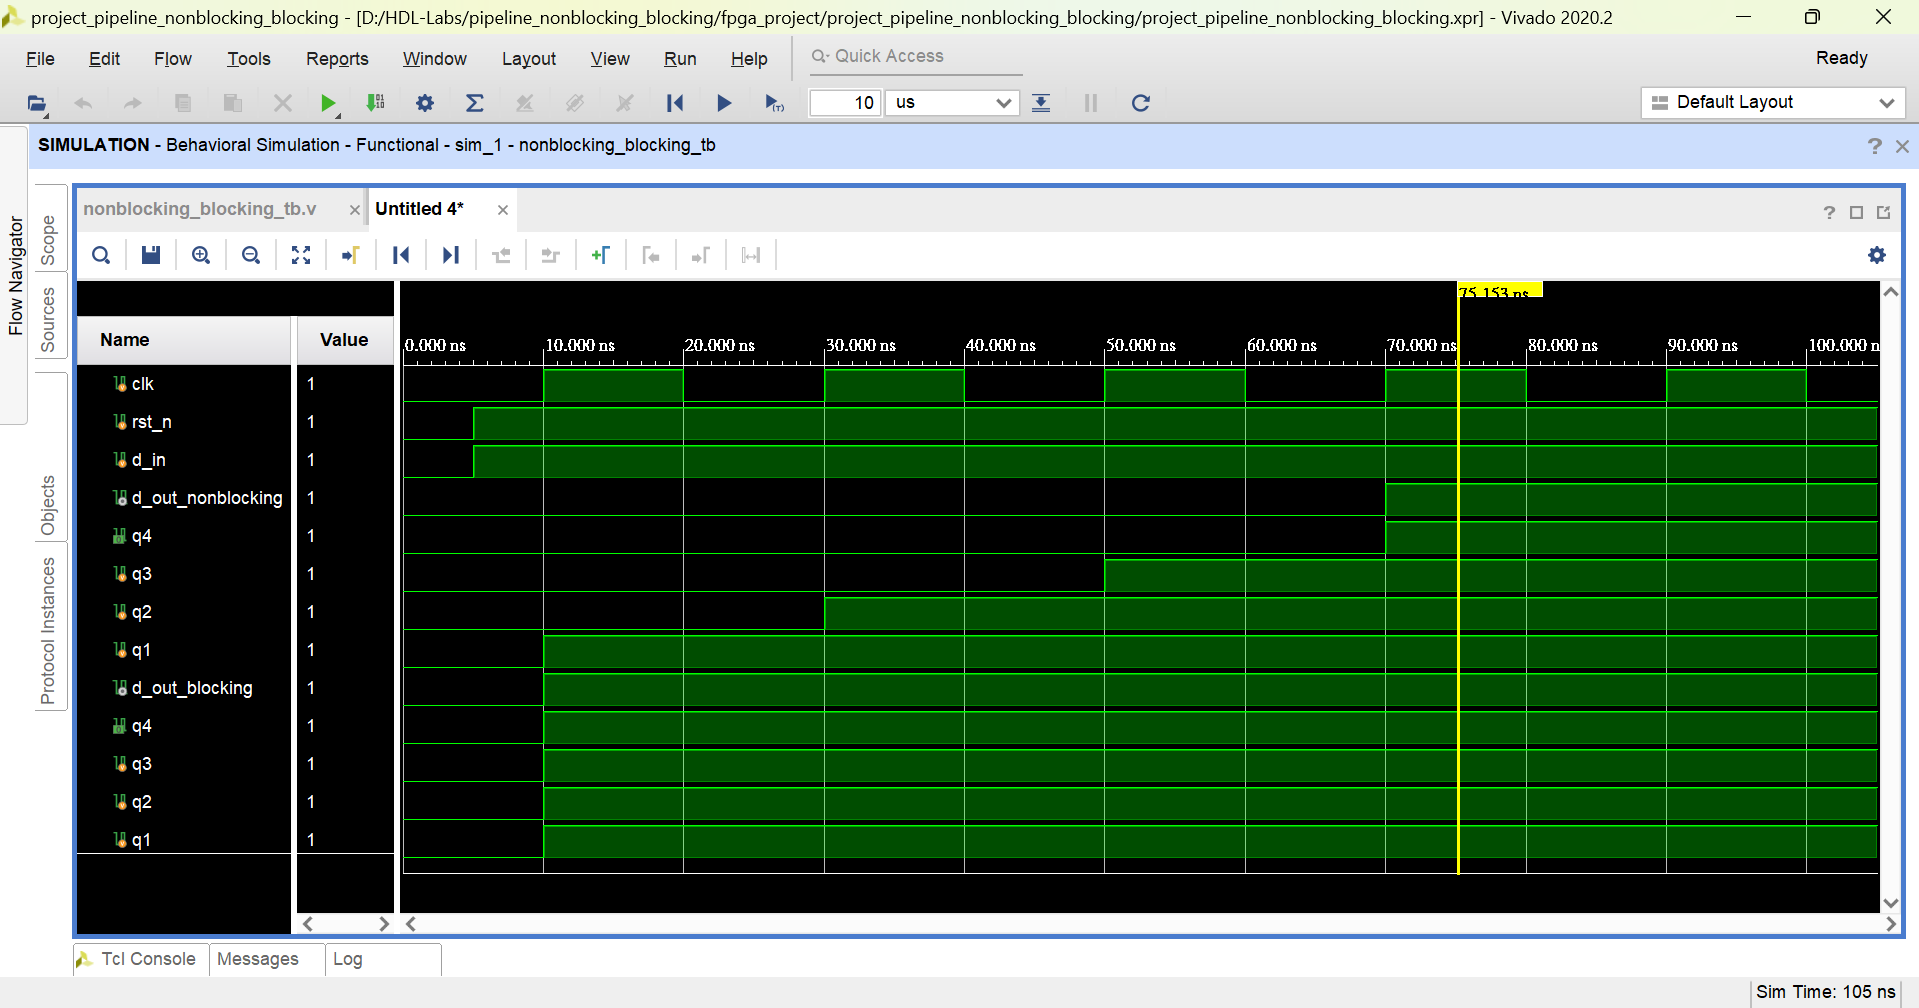 project_pipeline_nonblocking_blocking - [D:/HDL-Labs/pipeline_nonblocking_blocking/fpga_project/project_pipeline_nonblocking_blocking/project_pipeline_nonblocking_blocking.xpr] - Vivado 2020.2
File Edit Flow Tools Reports Window Layout View Run Help Quick Access Ready
10 us Default Layout
SIMULATION - Behavioral Simulation - Functional - sim_1 - nonblocking_blocking_tb
Flow Navigator
Scope
Sources
Objects
Protocol Instances
nonblocking_blocking_tb.v Untitled 4*
75.153 ns
Name Value
0.000 ns 10.000 ns 20.000 ns 30.000 ns 40.000 ns 50.000 ns 60.000 ns 70.000 ns 80.000 ns 90.000 ns 100.000 n
clk 1
rst_n 1
d_in 1
d_out_nonblocking 1
q4 1
q3 1
q2 1
q1 1
d_out_blocking 1
q4 1
q3 1
q2 1
q1 1
Tcl Console Messages Log
Sim Time: 105 ns